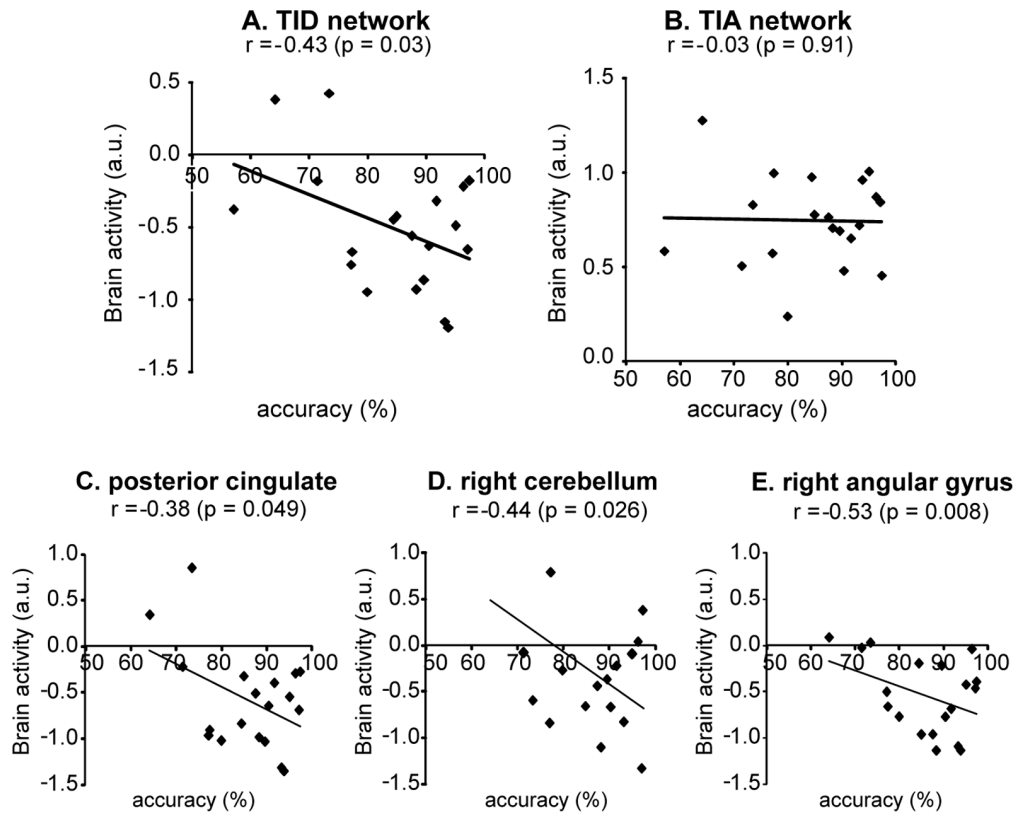 A. TID network
r =-0.43 (p = 0.03)
0.5
0.0
-0.5
-1.0
-1.5
50 60 70 80 90 100
Brain activity (a.u.)
accuracy (%)
B. TIA network
r =-0.03 (p = 0.91)
1.5
1.0
0.5
0.0
50 60 70 80 90 100
Brain activity (a.u.)
accuracy (%)
C. posterior cingulate
r =-0.38 (p = 0.049)
1.0
0.5
0.0
-0.5
-1.0
-1.5
50 60 70 80 90 100
Brain activity (a.u.)
accuracy (%)
D. right cerebellum
r =-0.44 (p = 0.026)
1.0
0.5
0.0
-0.5
-1.0
-1.5
50 60 70 80 90 100
Brain activity (a.u.)
accuracy (%)
E. right angular gyrus
r =-0.53 (p = 0.008)
1.0
0.5
0.0
-0.5
-1.0
-1.5
50 60 70 80 90 100
Brain activity (a.u.)
accuracy (%)